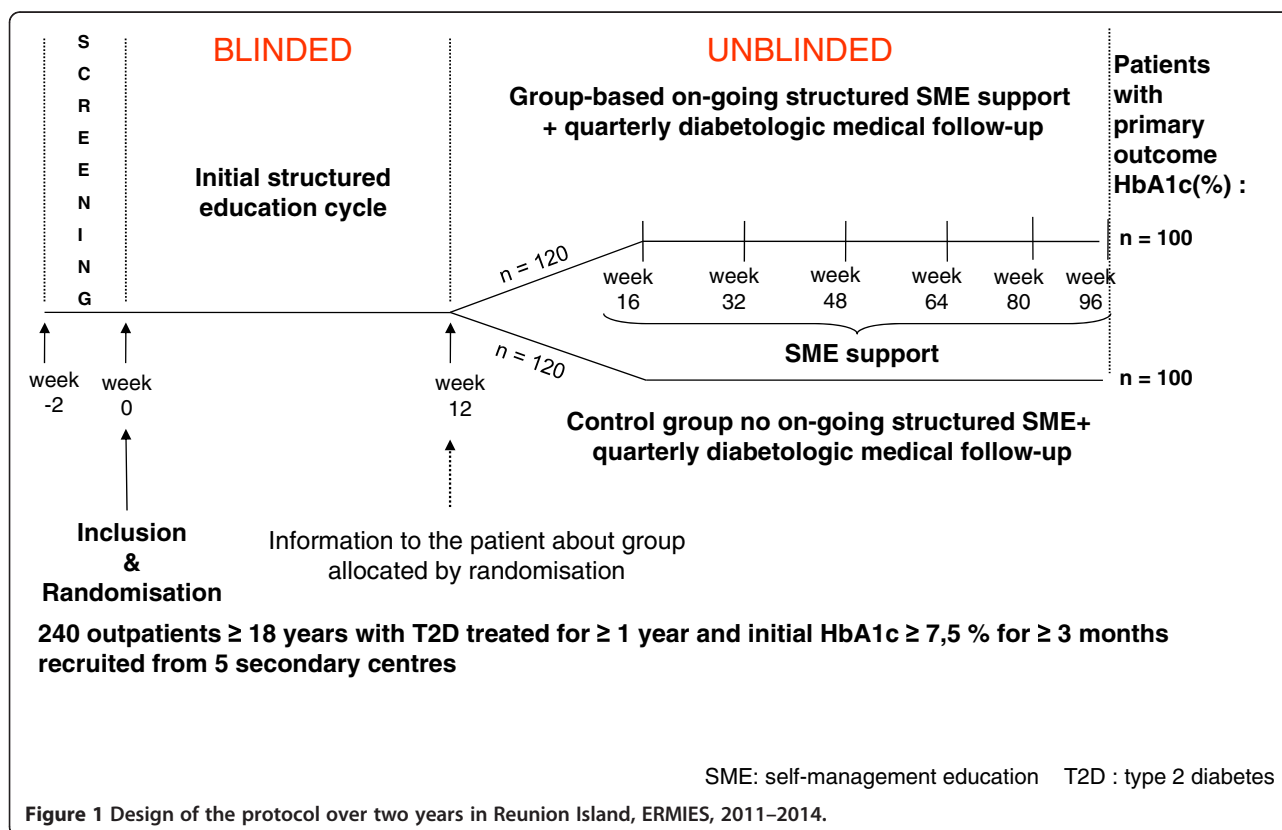 SCREENING
BLINDED
UNBLINDED
Group-based on-going structured SME support
+ quarterly diabetologic medical follow-up
Patients
with
primary
outcome
HbA1c(%) :
Initial structured
education cycle
n = 120
n = 100
week week week week week week
16 32 48 64 80 96
SME support
n = 120
n = 100
week
-2
week
0
week
12
Control group no on-going structured SME+
quarterly diabetologic medical follow-up
Inclusion
&
Randomisation
Information to the patient about group
allocated by randomisation
240 outpatients ≥ 18 years with T2D treated for ≥ 1 year and initial HbA1c ≥ 7,5 % for ≥ 3 months
recruited from 5 secondary centres
SME: self-management education T2D : type 2 diabetes
Figure 1 Design of the protocol over two years in Reunion Island, ERMIES, 2011–2014.